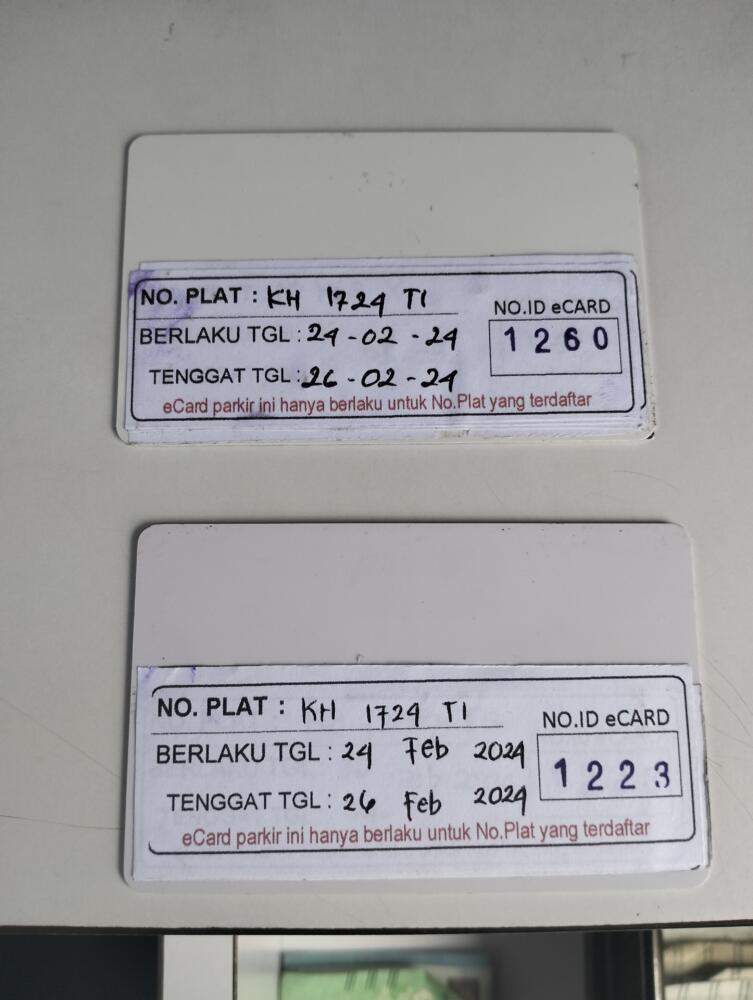 NO. PLAT : KH 1724 TI
NO.ID eCARD
BERLAKU TGL : 24-02-24
1260
TENGGAT TGL : 26-02-24
eCard parkir ini hanya berlaku untuk No.Plat yang terdaftar
NO. PLAT : KH 1724 TI
NO.ID eCARD
BERLAKU TGL : 24 Feb 2024
1223
TENGGAT TGL : 26 Feb 2024
eCard parkir ini hanya berlaku untuk No.Plat yang terdaftar